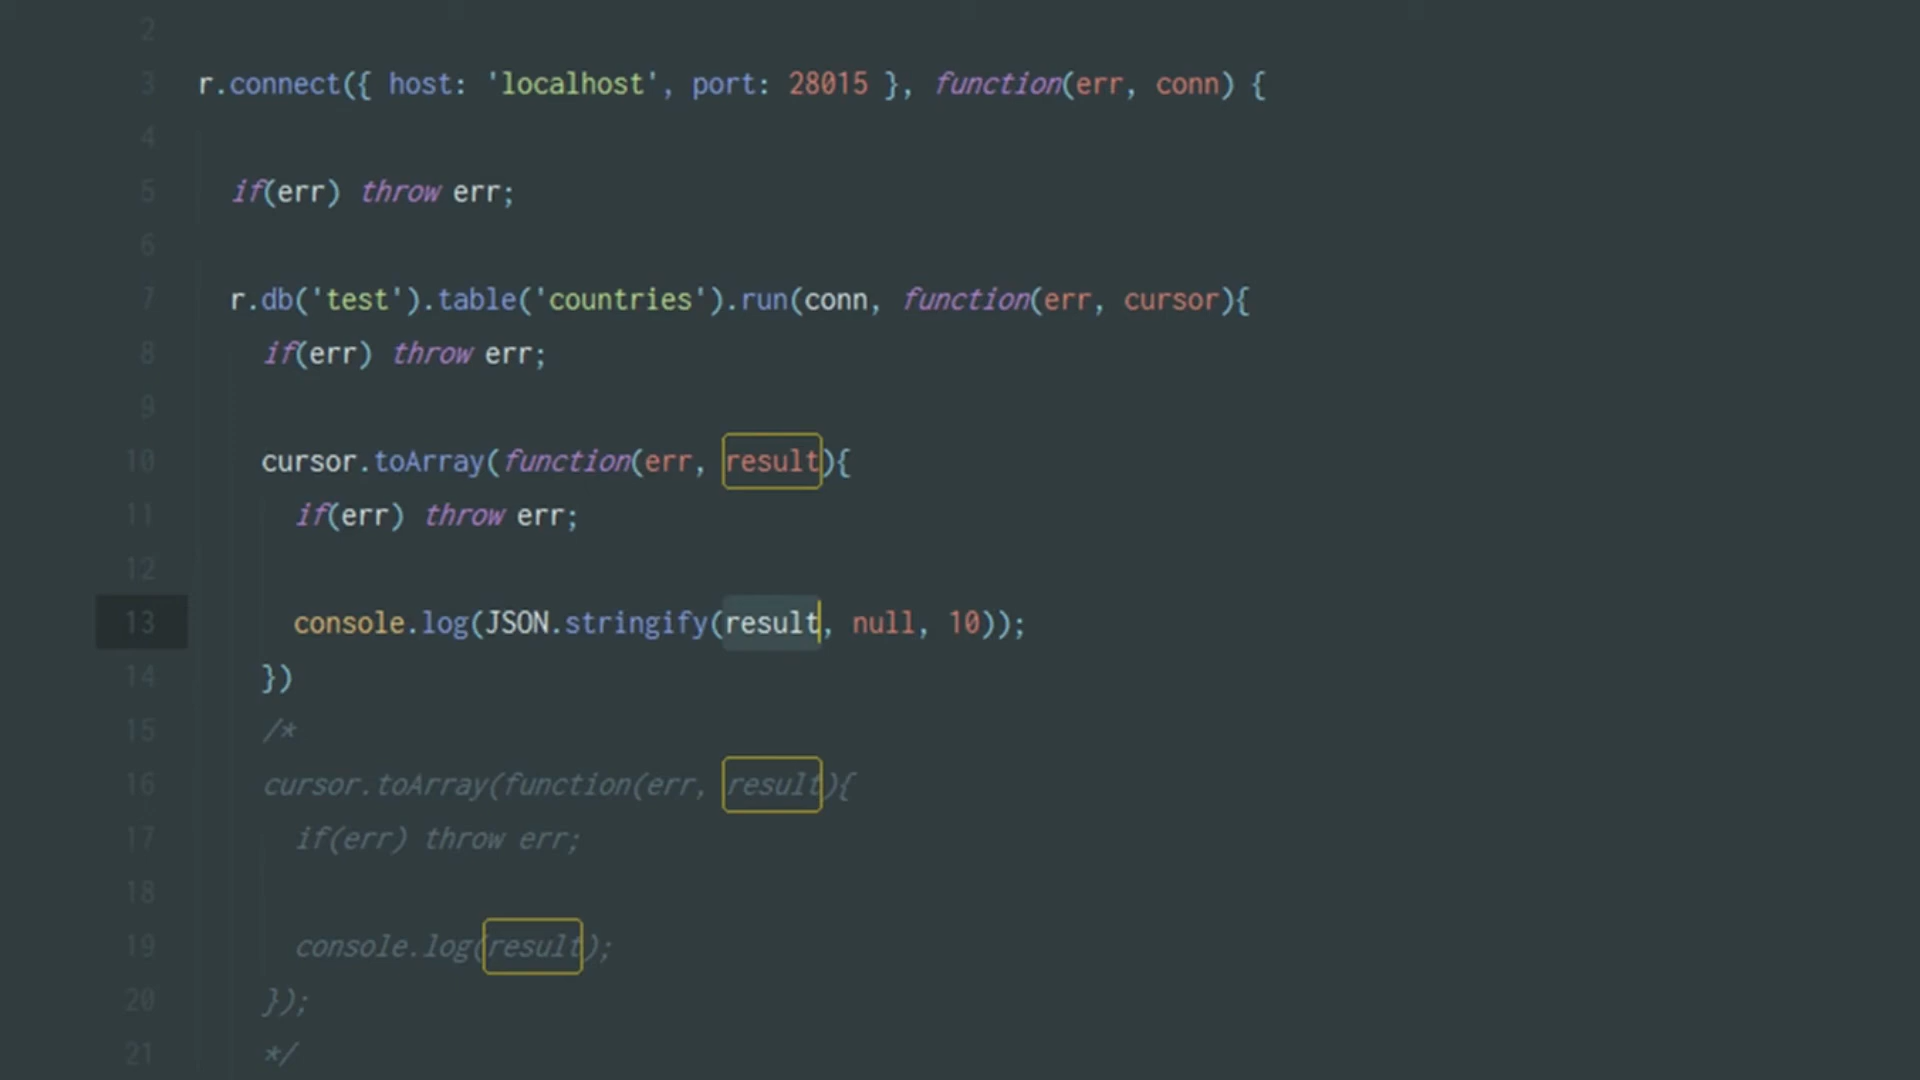 2
3 r.connect({ host: 'localhost', port: 28015 }, function(err, conn) {
4
5 if(err) throw err;
6
7 r.db('test').table('countries').run(conn, function(err, cursor){
8 if(err) throw err;
9
10 cursor.toArray(function(err, result){
11 if(err) throw err;
12
13 console.log(JSON.stringify(result, null, 10));
14 })
15 /*
16 cursor.toArray(function(err, result){
17 if(err) throw err;
18
19 console.log(result);
20 });
21 */